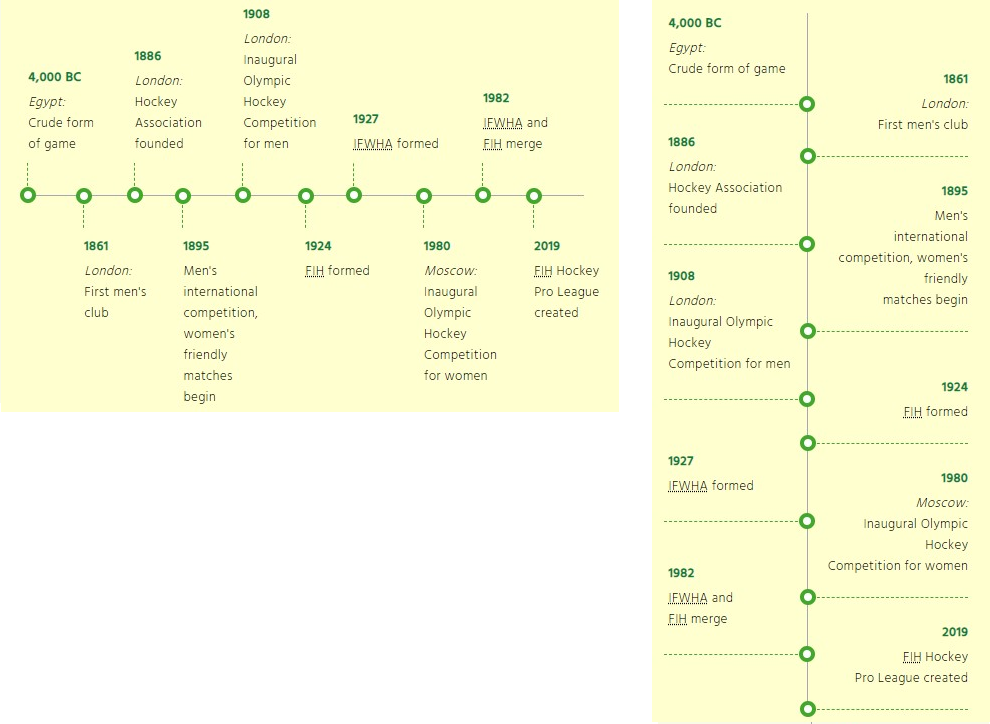 4,000 BC
Egypt:
Crude form
of game
1861
London:
First men's
club
1886
London:
Hockey
Association
founded
1895
Men's
international
competition,
women's
friendly
matches
begin
1908
London:
Inaugural
Olympic
Hockey
Competition
for men
1924
FIH formed
1927
IFWHA formed
1980
Moscow:
Inaugural
Olympic
Hockey
Competition
for women
1982
IFWHA and
FIH merge
2019
FIH Hockey
Pro League
created
4,000 BC
Egypt:
Crude form of game
1861
London:
First men's club
1886
London:
Hockey Association
founded
1895
Men's
international
competition, women's
friendly
matches begin
1908
London:
Inaugural Olympic
Hockey
Competition for men
1924
FIH formed
1927
IFWHA formed
1980
Moscow:
Inaugural Olympic
Hockey
Competition for women
1982
IFWHA and
FIH merge
2019
FIH Hockey
Pro League created